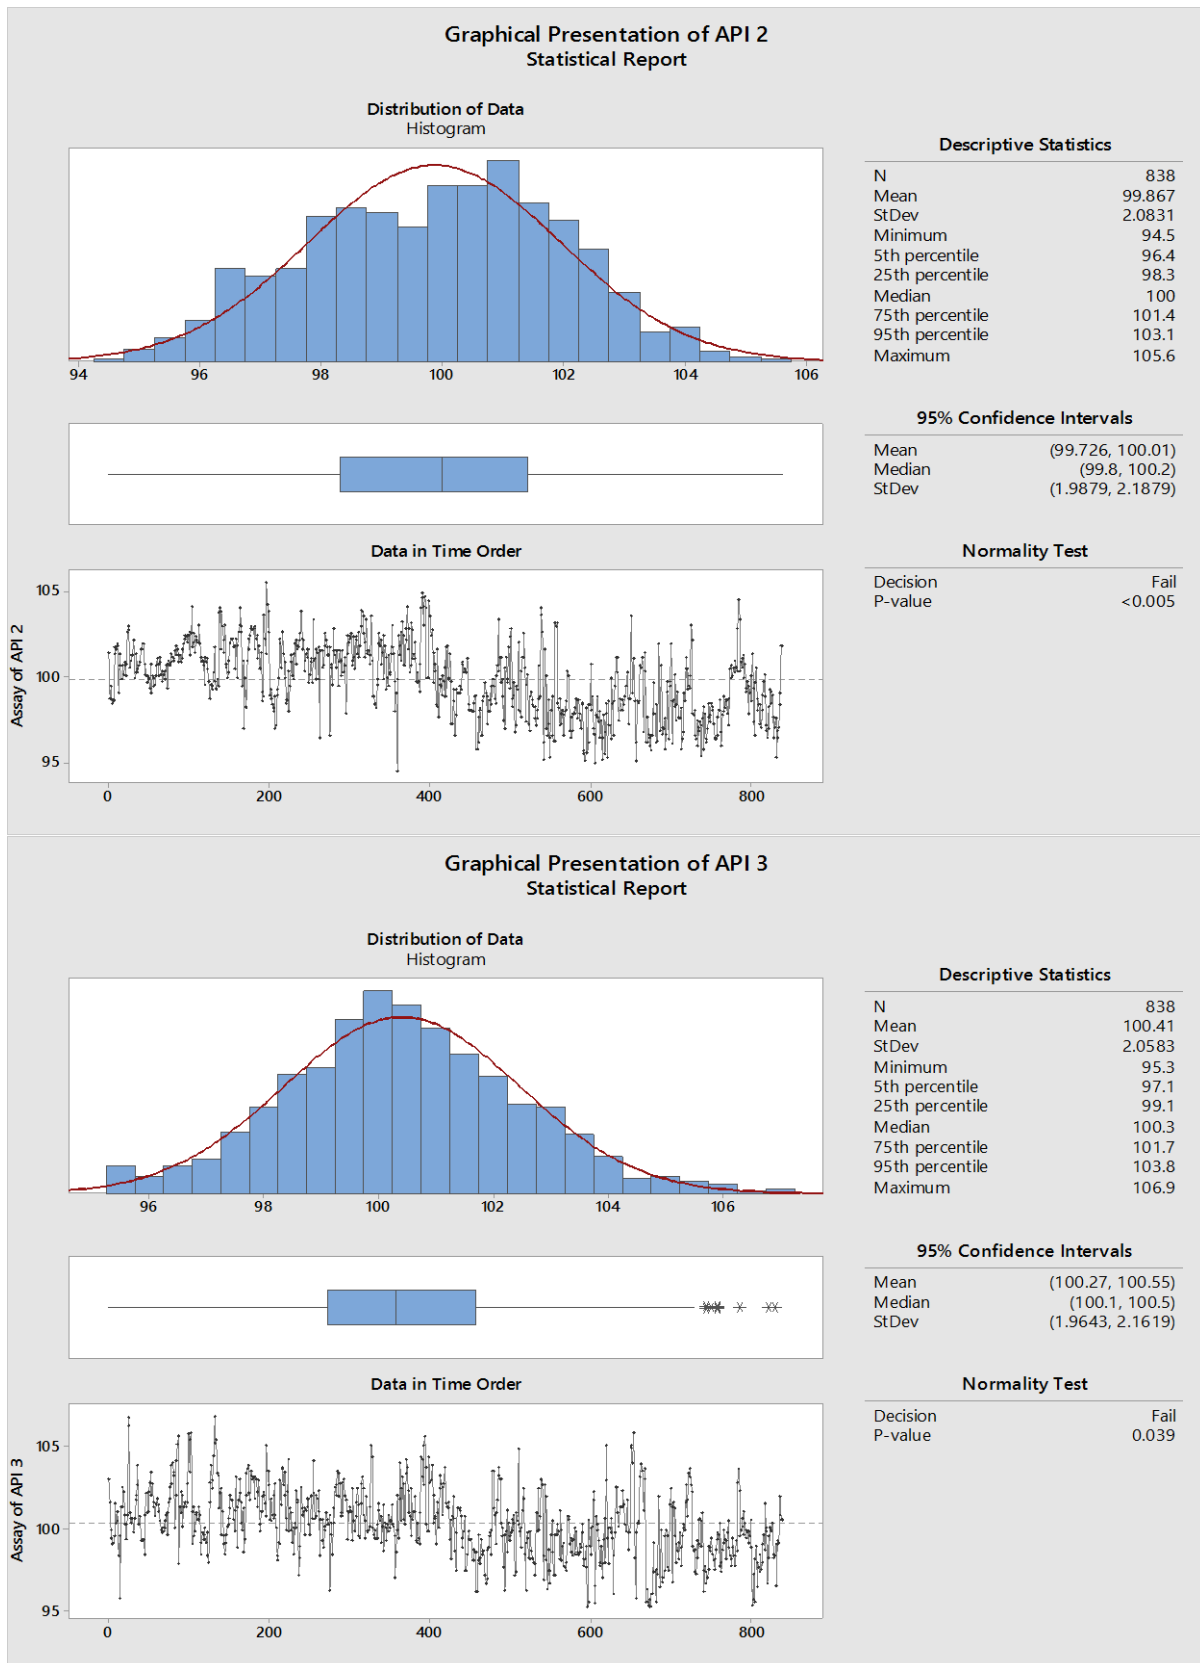 Graphical Presentation of API 2
Statistical Report
Distribution of Data
Histogram
94 96 98 100 102 104 106
Descriptive Statistics
N 838
Mean 99.867
StDev 2.0831
Minimum 94.5
5th percentile 96.4
25th percentile 98.3
Median 100
75th percentile 101.4
95th percentile 103.1
Maximum 105.6
95% Confidence Intervals
Mean (99.726, 100.01)
Median (99.8, 100.2)
StDev (1.9879, 2.1879)
Data in Time Order
Assay of API 2
105
100
95
0 200 400 600 800
Normality Test
Decision Fail
P-value <0.005
Graphical Presentation of API 3
Statistical Report
Distribution of Data
Histogram
96 98 100 102 104 106
Descriptive Statistics
N 838
Mean 100.41
StDev 2.0583
Minimum 95.3
5th percentile 97.1
25th percentile 99.1
Median 100.3
75th percentile 101.7
95th percentile 103.8
Maximum 106.9
95% Confidence Intervals
Mean (100.27, 100.55)
Median (100.1, 100.5)
StDev (1.9643, 2.1619)
Data in Time Order
Assay of API 3
105
100
95
0 200 400 600 800
Normality Test
Decision Fail
P-value 0.039